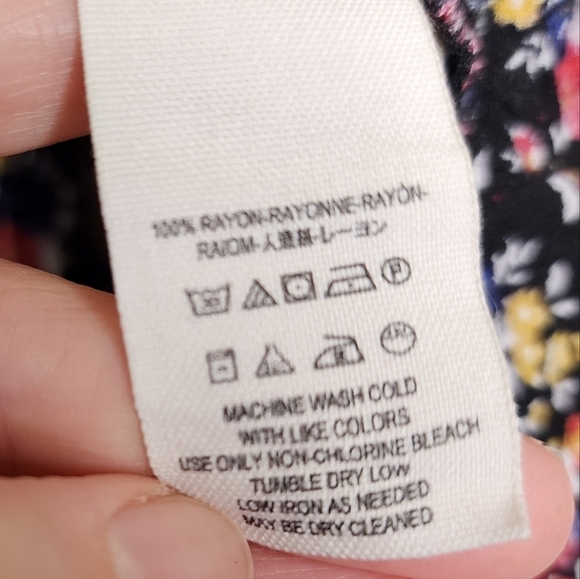 100% RAYON-RAYONNE-RAYÓN-
RAIOM-人造絲-レーヨン
MACHINE WASH COLD
WITH LIKE COLORS
USE ONLY NON-CHLORINE BLEACH
TUMBLE DRY LOW
LOW IRON AS NEEDED
MAY BE DRY CLEANED